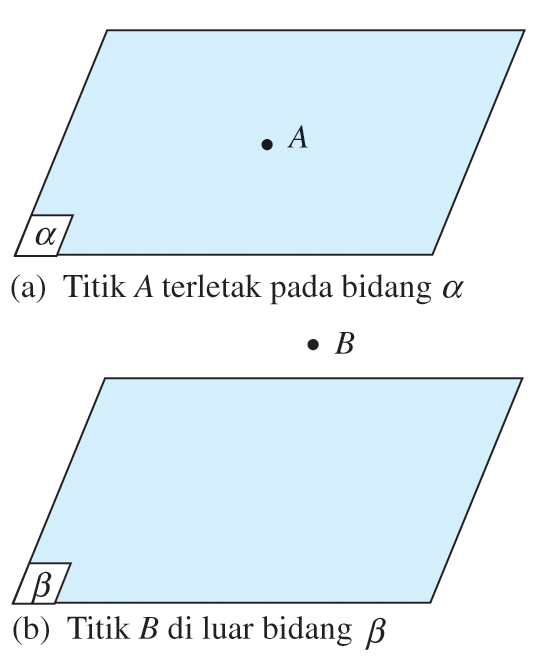 A
α
(a) Titik A terletak pada bidang α
B
β
(b) Titik B di luar bidang β